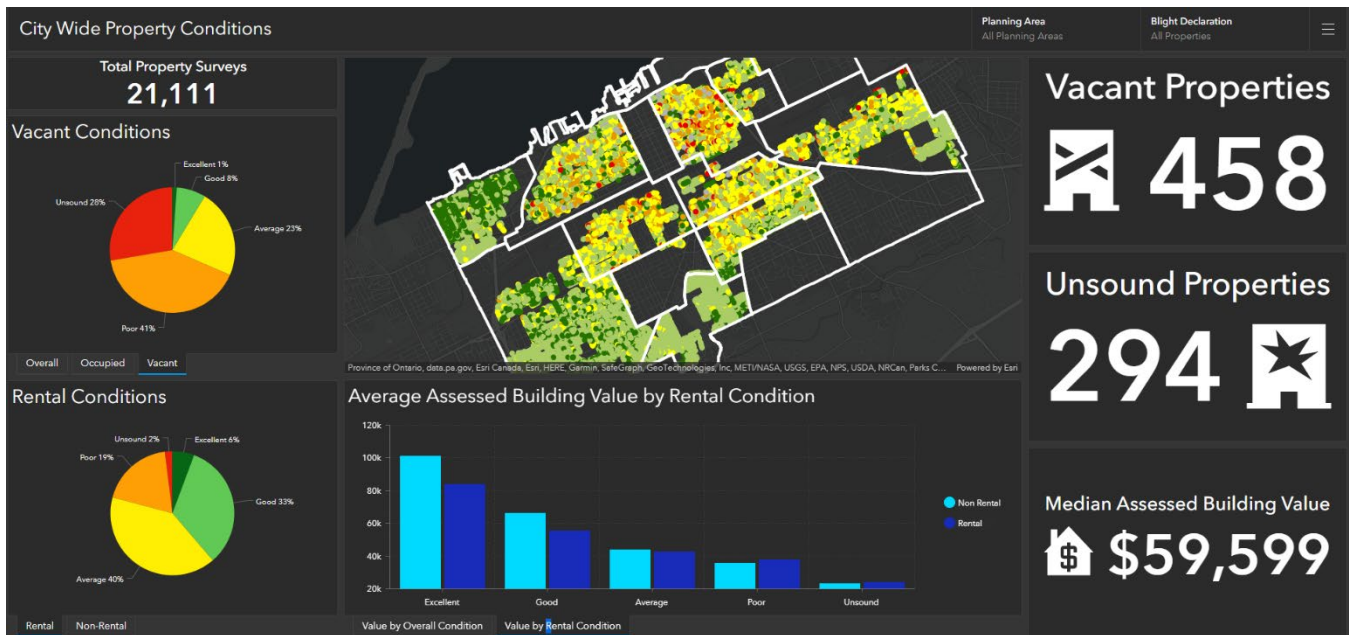 City Wide Property Conditions
Planning Area
All Planning Areas
Blight Declaration
All Properties
Total Property Surveys
21,111
Vacant Conditions
Excellent 1%
Good 8%
Unsound 28%
Average 23%
Poor 41%
Overall Occupied Vacant
Province of Ontario, data.pa.gov, Esri Canada, Esri, HERE, Garmin, SafeGraph, GeoTechnologies, Inc, METI/NASA, USGS, EPA, NPS, USDA, NRCan, Parks C... Powered by Esri
Vacant Properties
458
Unsound Properties
294
Rental Conditions
Unsound 2%
Excellent 6%
Poor 19%
Good 33%
Average 40%
Rental Non-Rental
Average Assessed Building Value by Rental Condition
120k
100k
80k
60k
40k
20k
Excellent Good Average Poor Unsound
Non Rental
Rental
Value by Overall Condition Value by Rental Condition
Median Assessed Building Value
$59,599